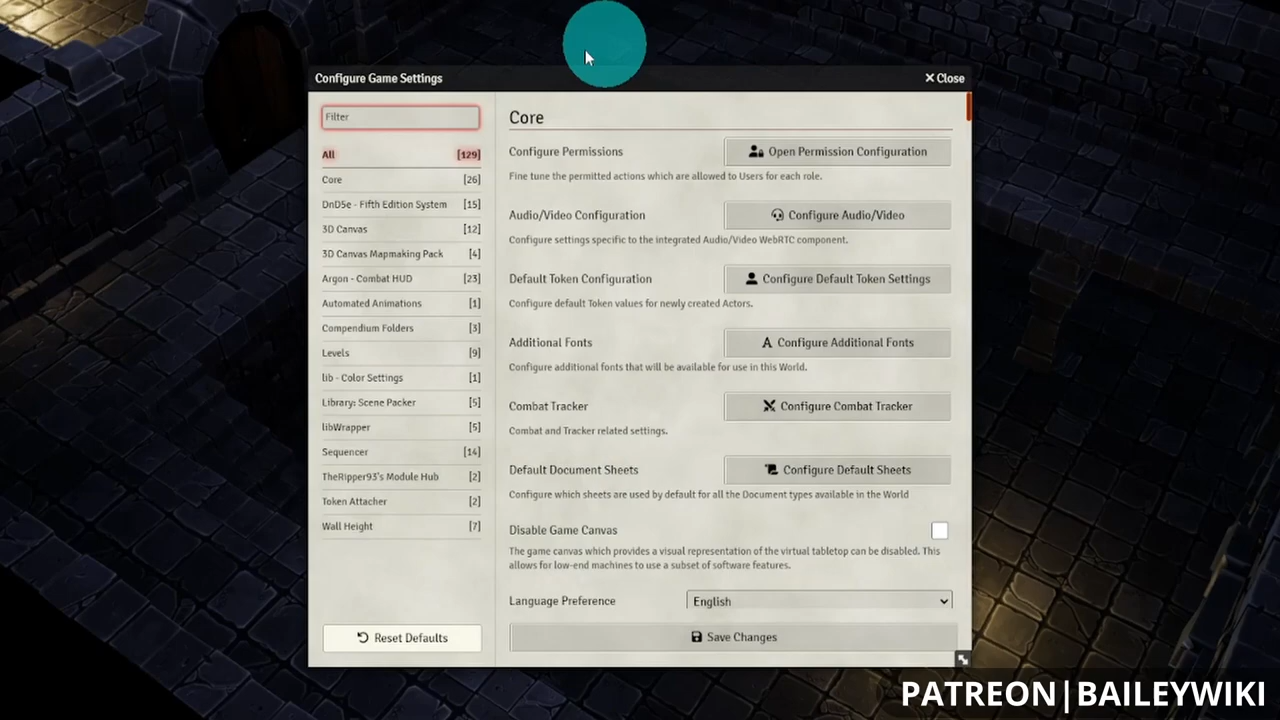 Configure Game Settings
Close
Filter
All [129]
Core [26]
DnD5e - Fifth Edition System [15]
3D Canvas [12]
3D Canvas Mapmaking Pack [4]
Argon - Combat HUD [23]
Automated Animations [1]
Compendium Folders [3]
Levels [9]
lib - Color Settings [1]
Library: Scene Packer [5]
libWrapper [5]
Sequencer [14]
TheRipper93's Module Hub [2]
Token Attacher [2]
Wall Height [7]
Reset Defaults
Core
Configure Permissions
Open Permission Configuration
Fine tune the permitted actions which are allowed to Users for each role.
Audio/Video Configuration
Configure Audio/Video
Configure settings specific to the integrated Audio/Video WebRTC component.
Default Token Configuration
Configure Default Token Settings
Configure default Token values for newly created Actors.
Additional Fonts
Configure Additional Fonts
Configure additional fonts that will be available for use in this World.
Combat Tracker
Configure Combat Tracker
Combat and Tracker related settings.
Default Document Sheets
Configure Default Sheets
Configure which sheets are used by default for all the Document types available in the World
Disable Game Canvas
The game canvas which provides a visual representation of the virtual tabletop can be disabled. This
allows for low-end machines to use a subset of software features.
Language Preference
English
Save Changes
PATREON|BAILEYWIKI